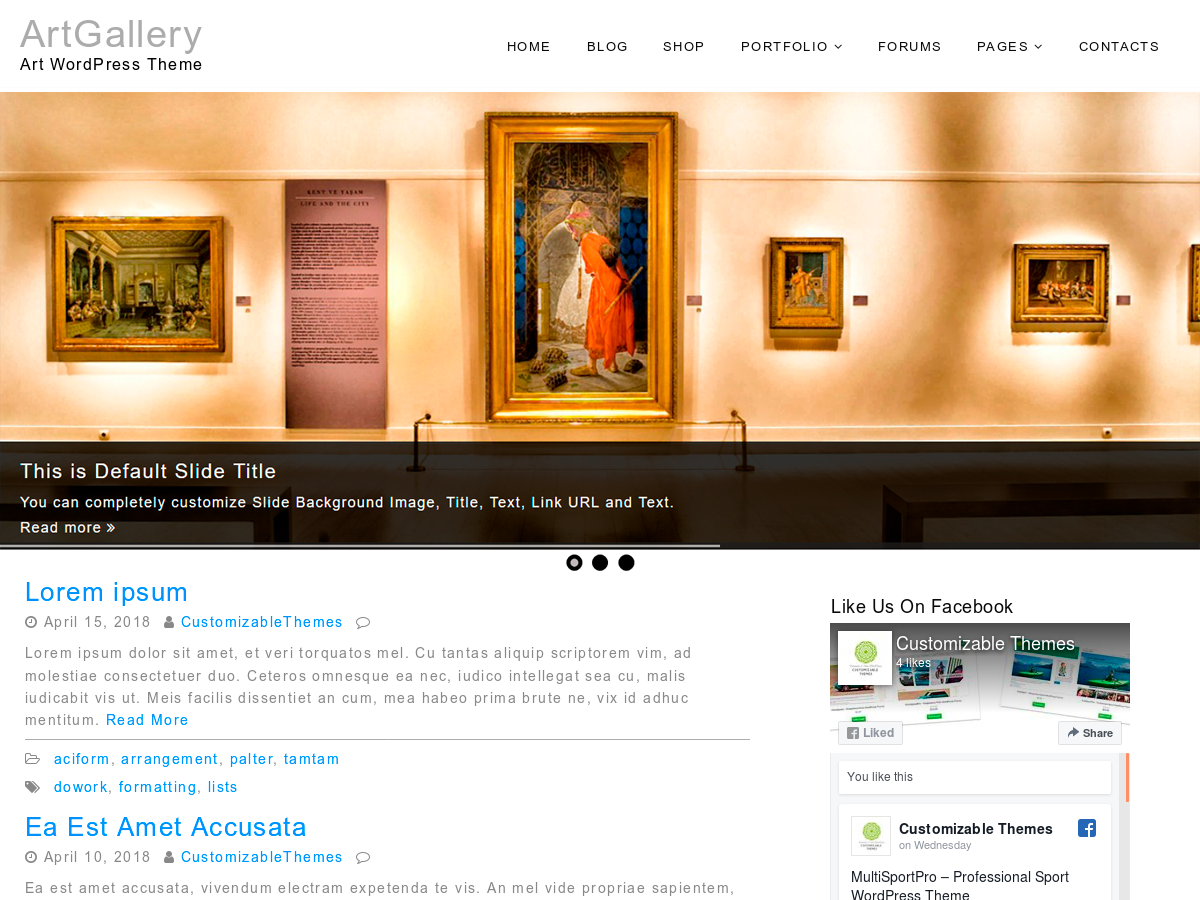 ArtGallery
Art WordPress Theme
HOME BLOG SHOP PORTFOLIO FORUMS PAGES CONTACTS
KENT VE YAŞAM
LIFE AND THE CITY
This is Default Slide Title
You can completely customize Slide Background Image, Title, Text, Link URL and Text.
Read more »
Lorem ipsum
April 15, 2018 CustomizableThemes
Lorem ipsum dolor sit amet, et veri torquatos mel. Cu tantas aliquip scriptorem vim, ad
molestiae consectetuer duo. Ceteros omnesque ea nec, iudico intellegat sea cu, malis
iudicabit vis ut. Meis facilis dissentiet an cum, mea habeo prima brute ne, vix id adhuc
mentitum. Read More
aciform, arrangement, palter, tamtam
dowork, formatting, lists
Ea Est Amet Accusata
April 10, 2018 CustomizableThemes
Ea est amet accusata, vivendum electram expetenda te vis. An mel vide propriae sapientem,
Like Us On Facebook
Customizable Themes
4 likes
Liked
Share
You like this
Customizable Themes
on Wednesday
MultiSportPro – Professional Sport
WordPress Theme